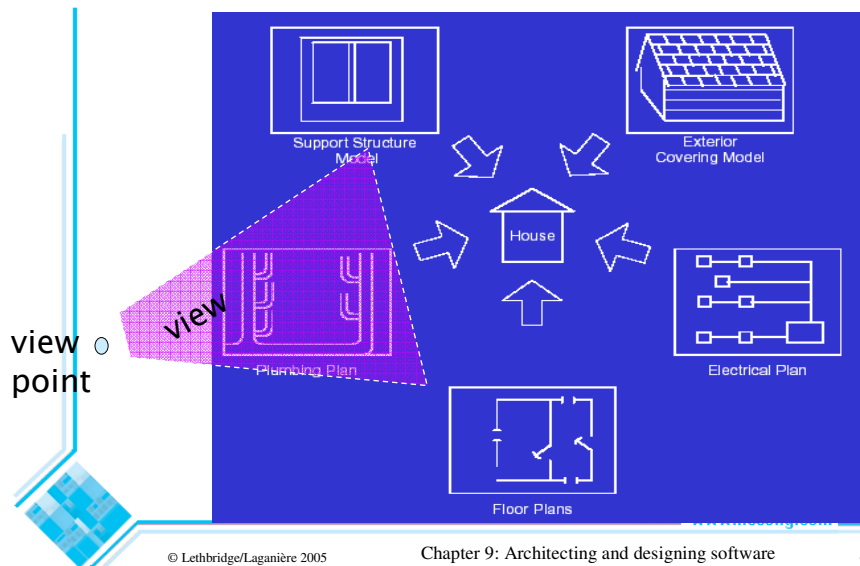 Support Structure
Model
Exterior
Covering Model
House
view
view
point
Plumbing Plan
Electrical Plan
Floor Plans
© Lethbridge/Laganière 2005
Chapter 9: Architecting and designing software